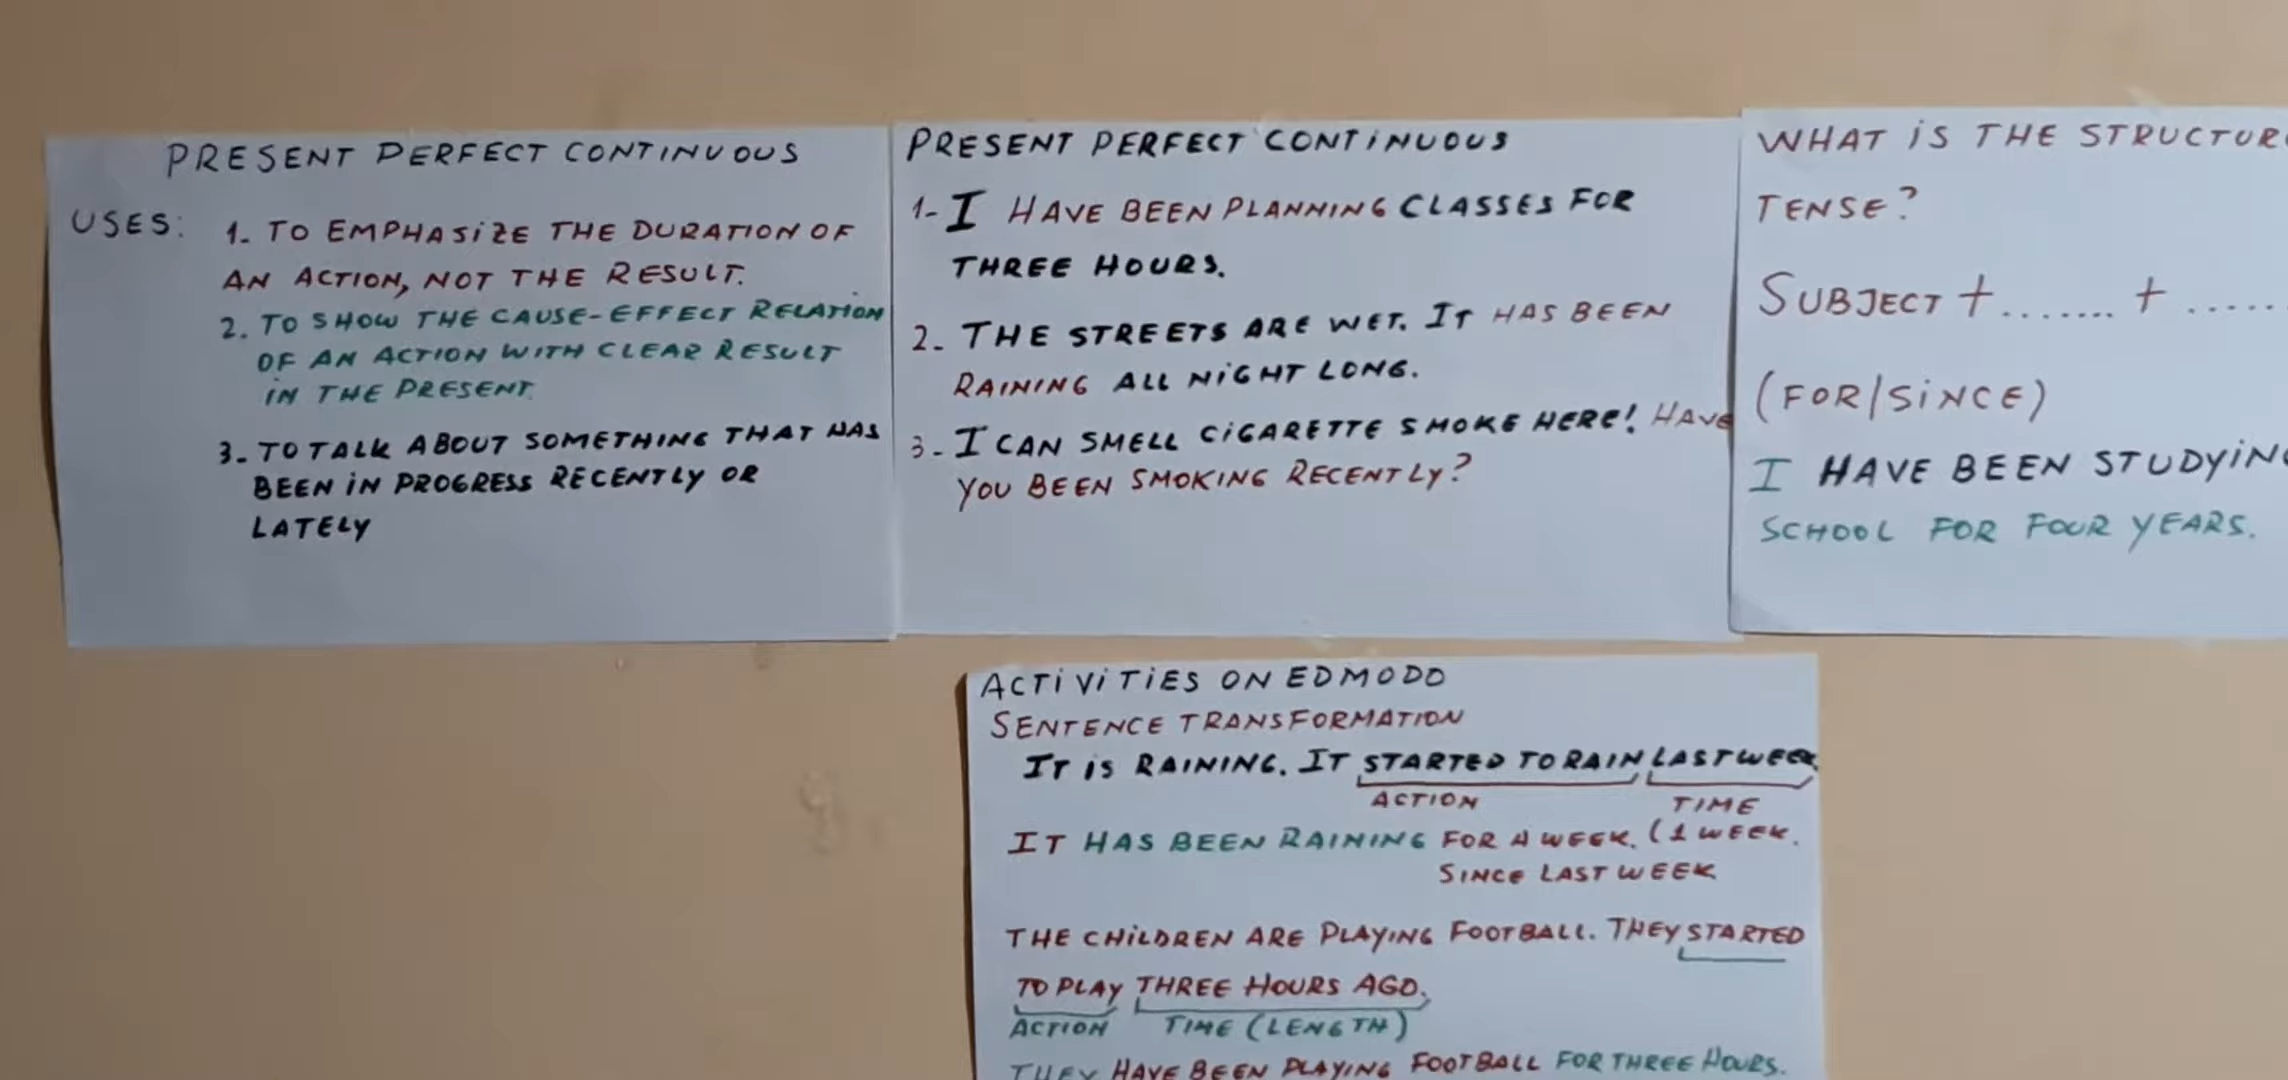 PRESENT PERFECT CONTINUOUS
USES: 1. TO EMPHASIZE THE DURATION OF
AN ACTION, NOT THE RESULT.
2. TO SHOW THE CAUSE-EFFECT RELATION
OF AN ACTION WITH CLEAR RESULT
IN THE PRESENT.
3- TO TALK ABOUT SOMETHING THAT HAS
BEEN IN PROGRESS RECENTLY OR
LATELY
PRESENT PERFECT CONTINUOUS
1- I HAVE BEEN PLANNING CLASSES FOR
THREE HOURS.
2- THE STREETS ARE WET. IT HAS BEEN
RAINING ALL NIGHT LONG.
3- I CAN SMELL CIGARETTE SMOKE HERE! HAVE
YOU BEEN SMOKING RECENTLY?
WHAT IS THE
TENSE?
SUBJECT + ....... + .....
(FOR/SINCE)
I HAVE BEEN
SCHOOL FOR FOUR YEARS.
ACTIVITIES ON EDMODO
SENTENCE TRANSFORMATION
IT IS RAINING. IT STARTED TO RAIN LAST WEEK
ACTION TIME
IT HAS BEEN RAINING FOR A WEEK. (1 WEEK.
SINCE LAST WEEK
THE CHILDREN ARE PLAYING FOOTBALL. THEY STARTED
TO PLAY THREE HOURS AGO.
ACTION TIME (LENGTH)
THEY HAVE BEEN PLAYING FOOTBALL FOR THREE HOURS.